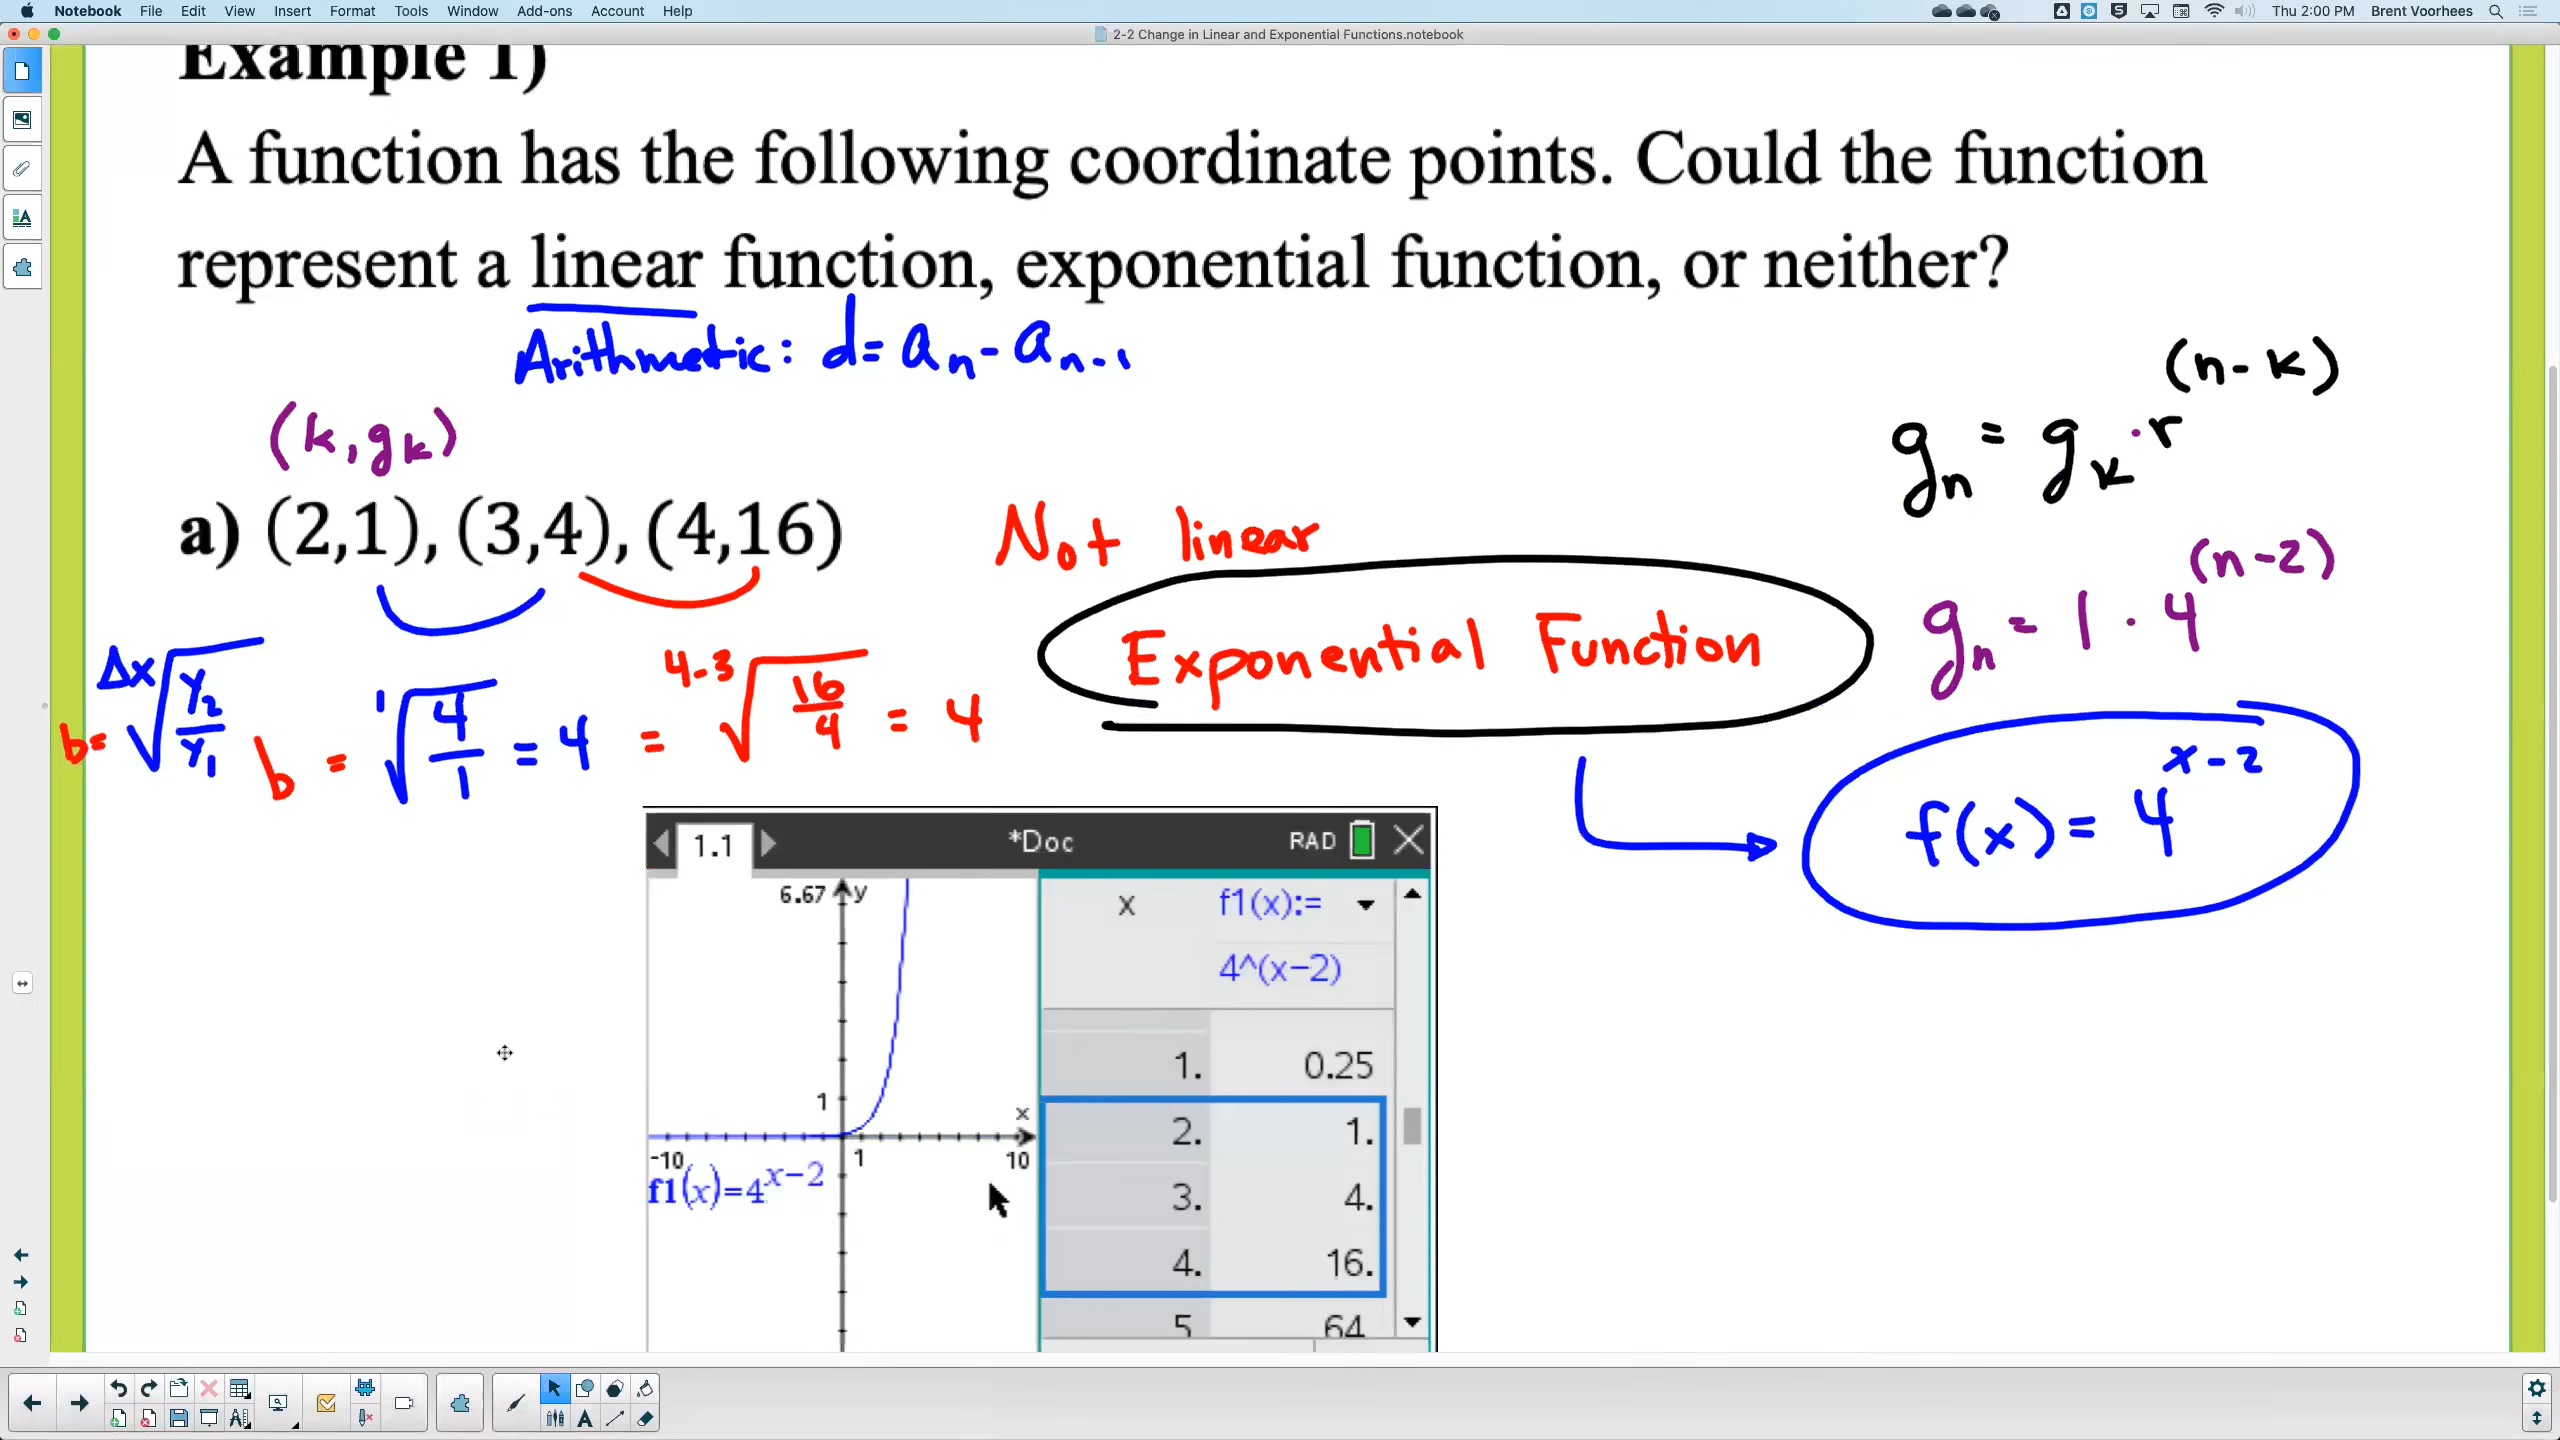 Notebook File Edit View Insert Format Tools Window Add-ons Account Help Thu 2:00 PM Brent Voorhees
2-2 Change in Linear and Exponential Functions.notebook
Example 1)
A function has the following coordinate points. Could the function
represent a linear function, exponential function, or neither?
Arithmetic: d = aₙ - aₙ₋₁
(k, gₖ)
gₙ = gₖ · r^(n-k)
a) (2,1), (3,4), (4,16)
Not linear
Exponential Function
gₙ = 1 · 4^(n-2)
b = Δx√(y₂/y₁)
b = 1√(4/1) = 4 = 4-3√(16/4) = 4
f(x) = 4^(x-2)
1.1 *Doc RAD
6.67 y
1
x
-10 1 10
f1(x)=4^(x-2)
x f1(x):=
4^(x-2)
1. 0.25
2. 1.
3. 4.
4. 16.
5 64